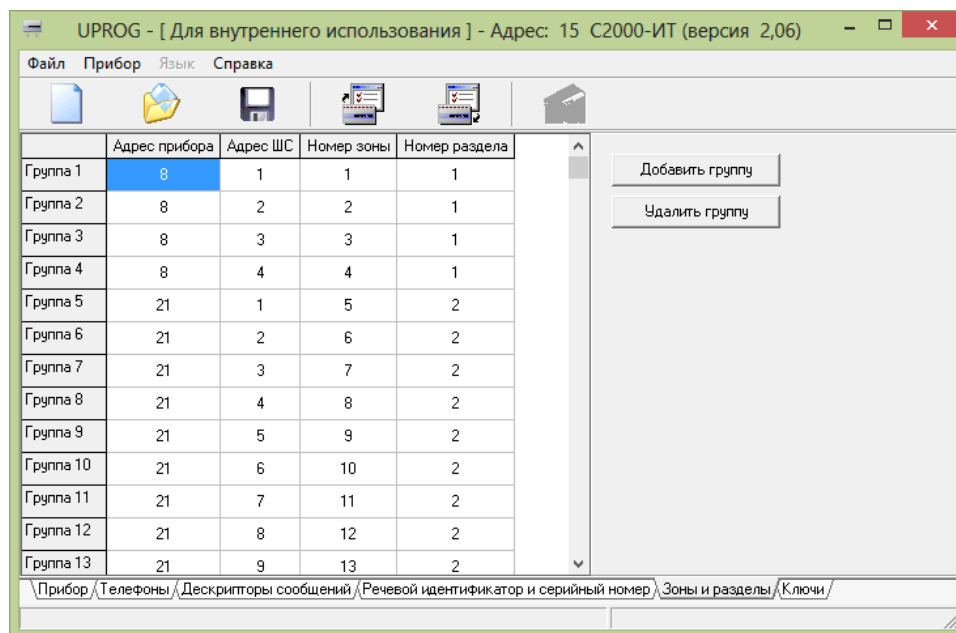 UPROG - [ Для внутреннего использования ] - Адрес: 15 С2000-ИТ (версия 2,06)
Файл Прибор Язык Справка
Адрес прибора Адрес ШС Номер зоны Номер раздела
Группа 1 8 1 1 1
Группа 2 8 2 2 1
Группа 3 8 3 3 1
Группа 4 8 4 4 1
Группа 5 21 1 5 2
Группа 6 21 2 6 2
Группа 7 21 3 7 2
Группа 8 21 4 8 2
Группа 9 21 5 9 2
Группа 10 21 6 10 2
Группа 11 21 7 11 2
Группа 12 21 8 12 2
Группа 13 21 9 13 2
Добавить группу
Удалить группу
Прибор Телефоны Дескрипторы сообщений Речевой идентификатор и серийный номер Зоны и разделы Ключи